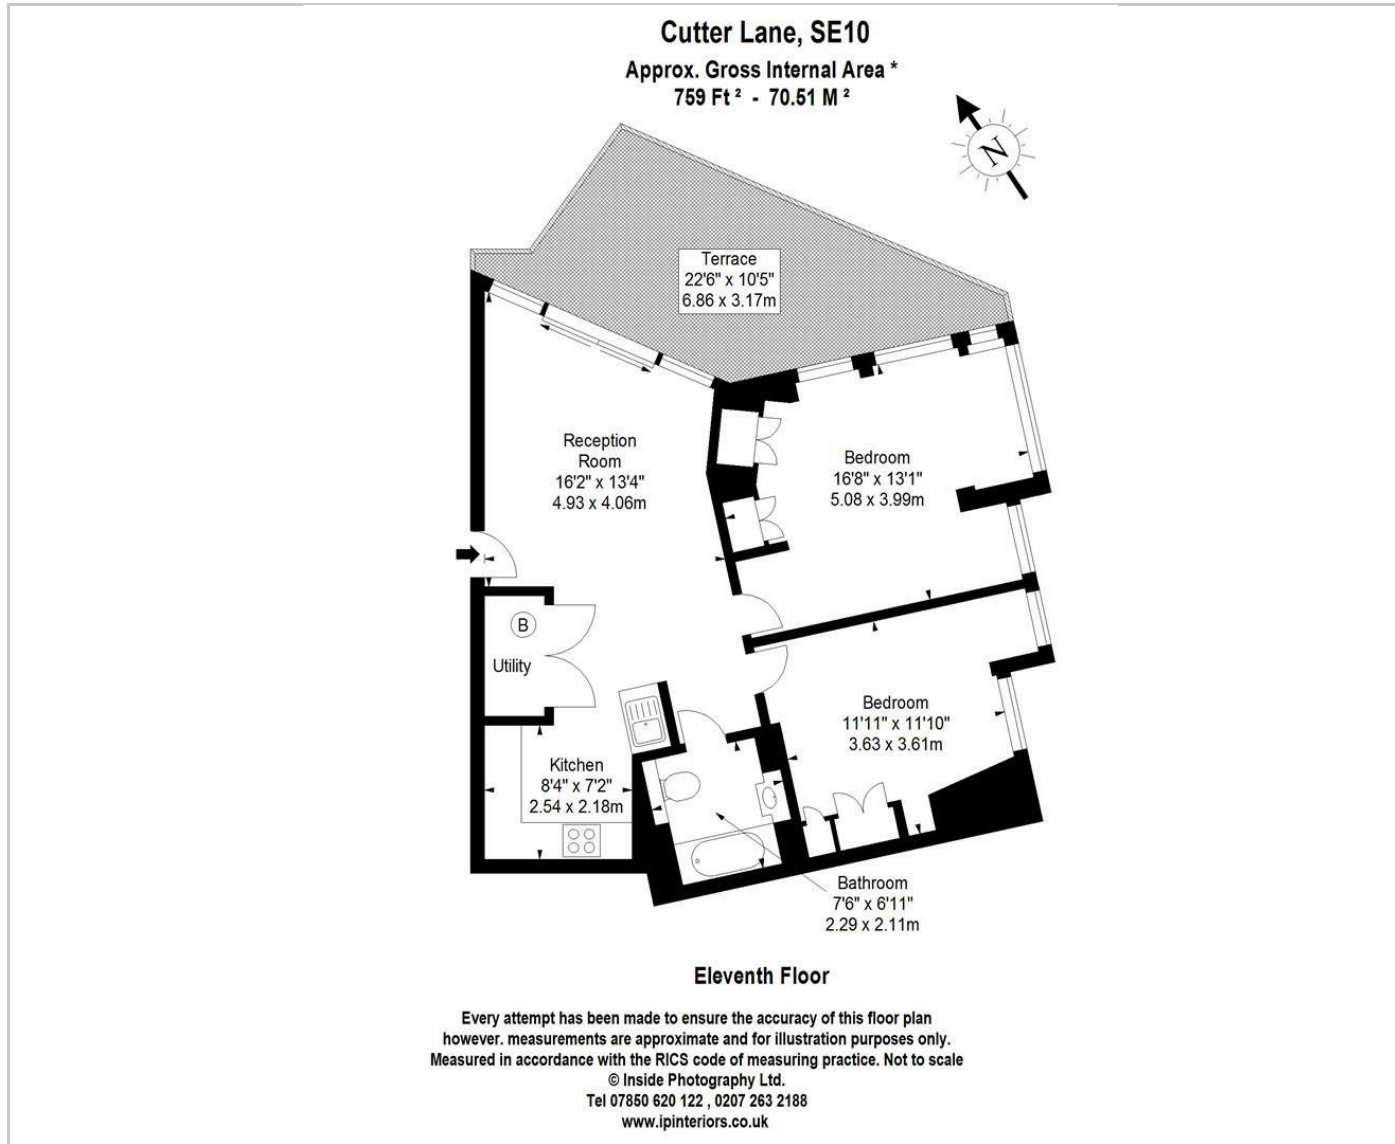 Cutter Lane, SE10
Approx. Gross Internal Area *
759 Ft ² - 70.51 M ²
N
Terrace
22'6" x 10'5"
6.86 x 3.17m
Reception
Room
16'2" x 13'4"
4.93 x 4.06m
Bedroom
16'8" x 13'1"
5.08 x 3.99m
B
Utility
Bedroom
11'11" x 11'10"
3.63 x 3.61m
Kitchen
8'4" x 7'2"
2.54 x 2.18m
Bathroom
7'6" x 6'11"
2.29 x 2.11m
Eleventh Floor
Every attempt has been made to ensure the accuracy of this floor plan
however. measurements are approximate and for illustration purposes only.
Measured in accordance with the RICS code of measuring practice. Not to scale
© Inside Photography Ltd.
Tel 07850 620 122 , 0207 263 2188
www.ipinteriors.co.uk